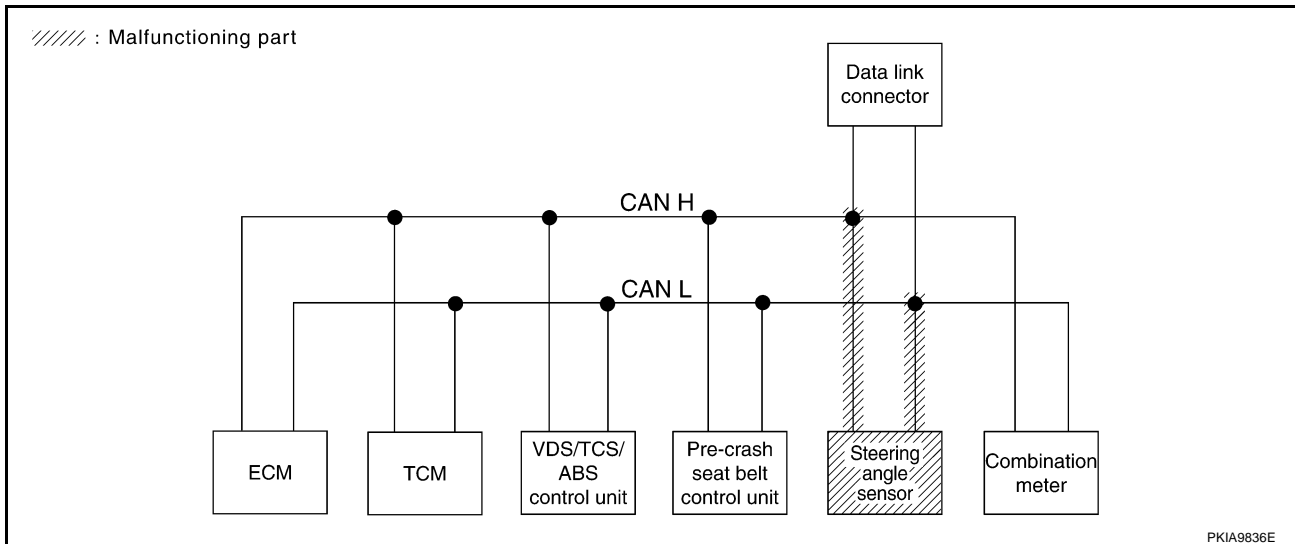 : Malfunctioning part
Data link
connector
CAN H
CAN L
ECM
TCM
VDS/TCS/
ABS
control unit
Pre-crash
seat belt
control unit
Steering
angle
sensor
Combination
meter
PKIA9836E